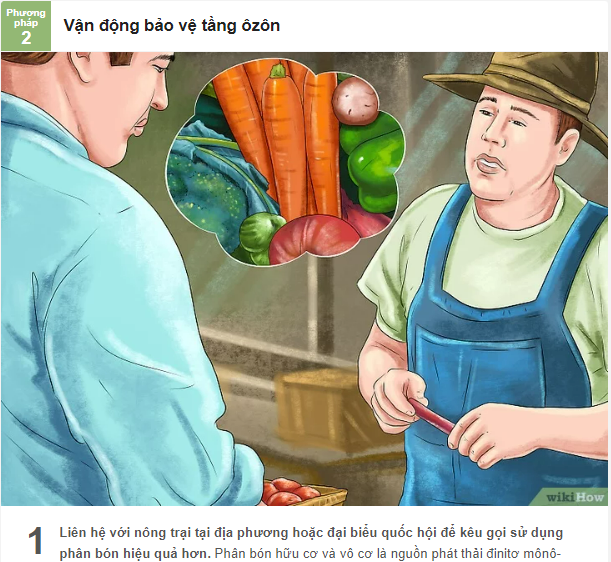 Phương
pháp
2
Vận động bảo vệ tầng ôzôn
wikiHow
1
Liên hệ với nông trại tại địa phương hoặc đại biểu quốc hội để kêu gọi sử dụng
phân bón hiệu quả hơn. Phân bón hữu cơ và vô cơ là nguồn phát thải đinitơ mônô-